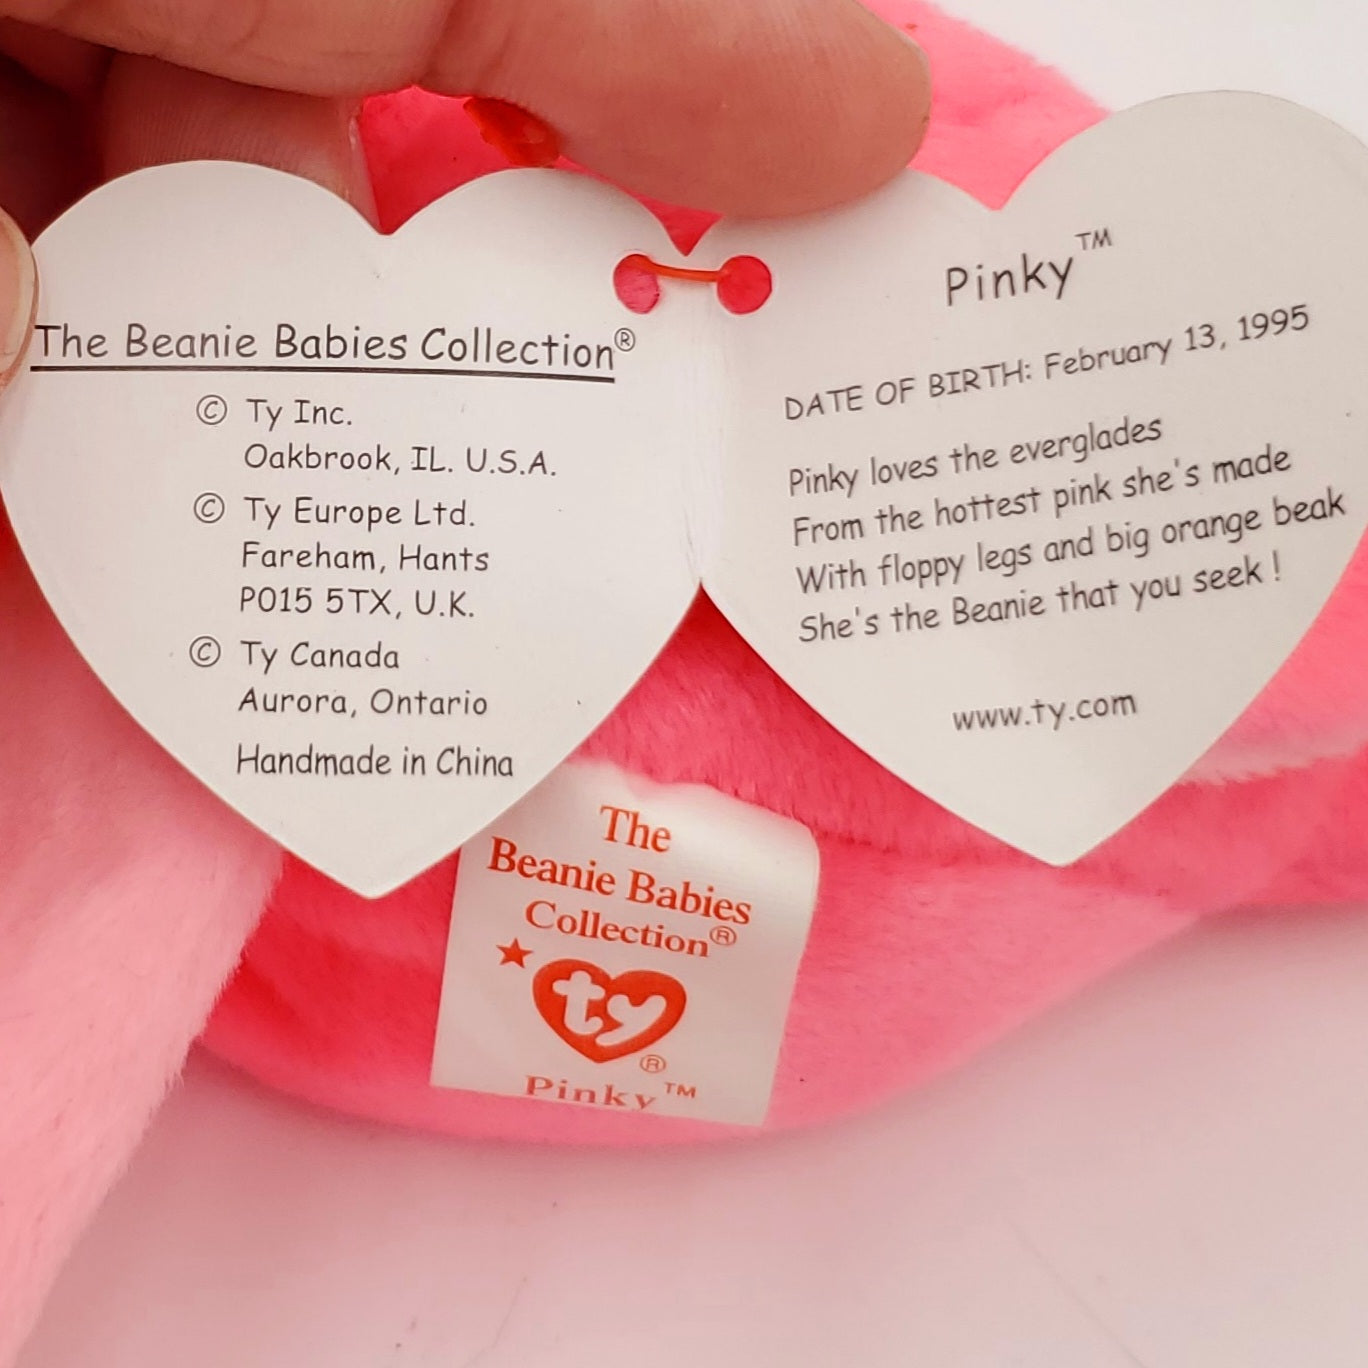 The Beanie Babies Collection®
© Ty Inc.
Oakbrook, IL. U.S.A.
© Ty Europe Ltd.
Fareham, Hants
PO15 5TX, U.K.
© Ty Canada
Aurora, Ontario
Handmade in China
Pinky™
DATE OF BIRTH: February 13, 1995
Pinky loves the everglades
From the hottest pink she's made
With floppy legs and big orange beak
She's the Beanie that you seek !
www.ty.com
The
Beanie Babies
Collection®
ty
®
Pinky™